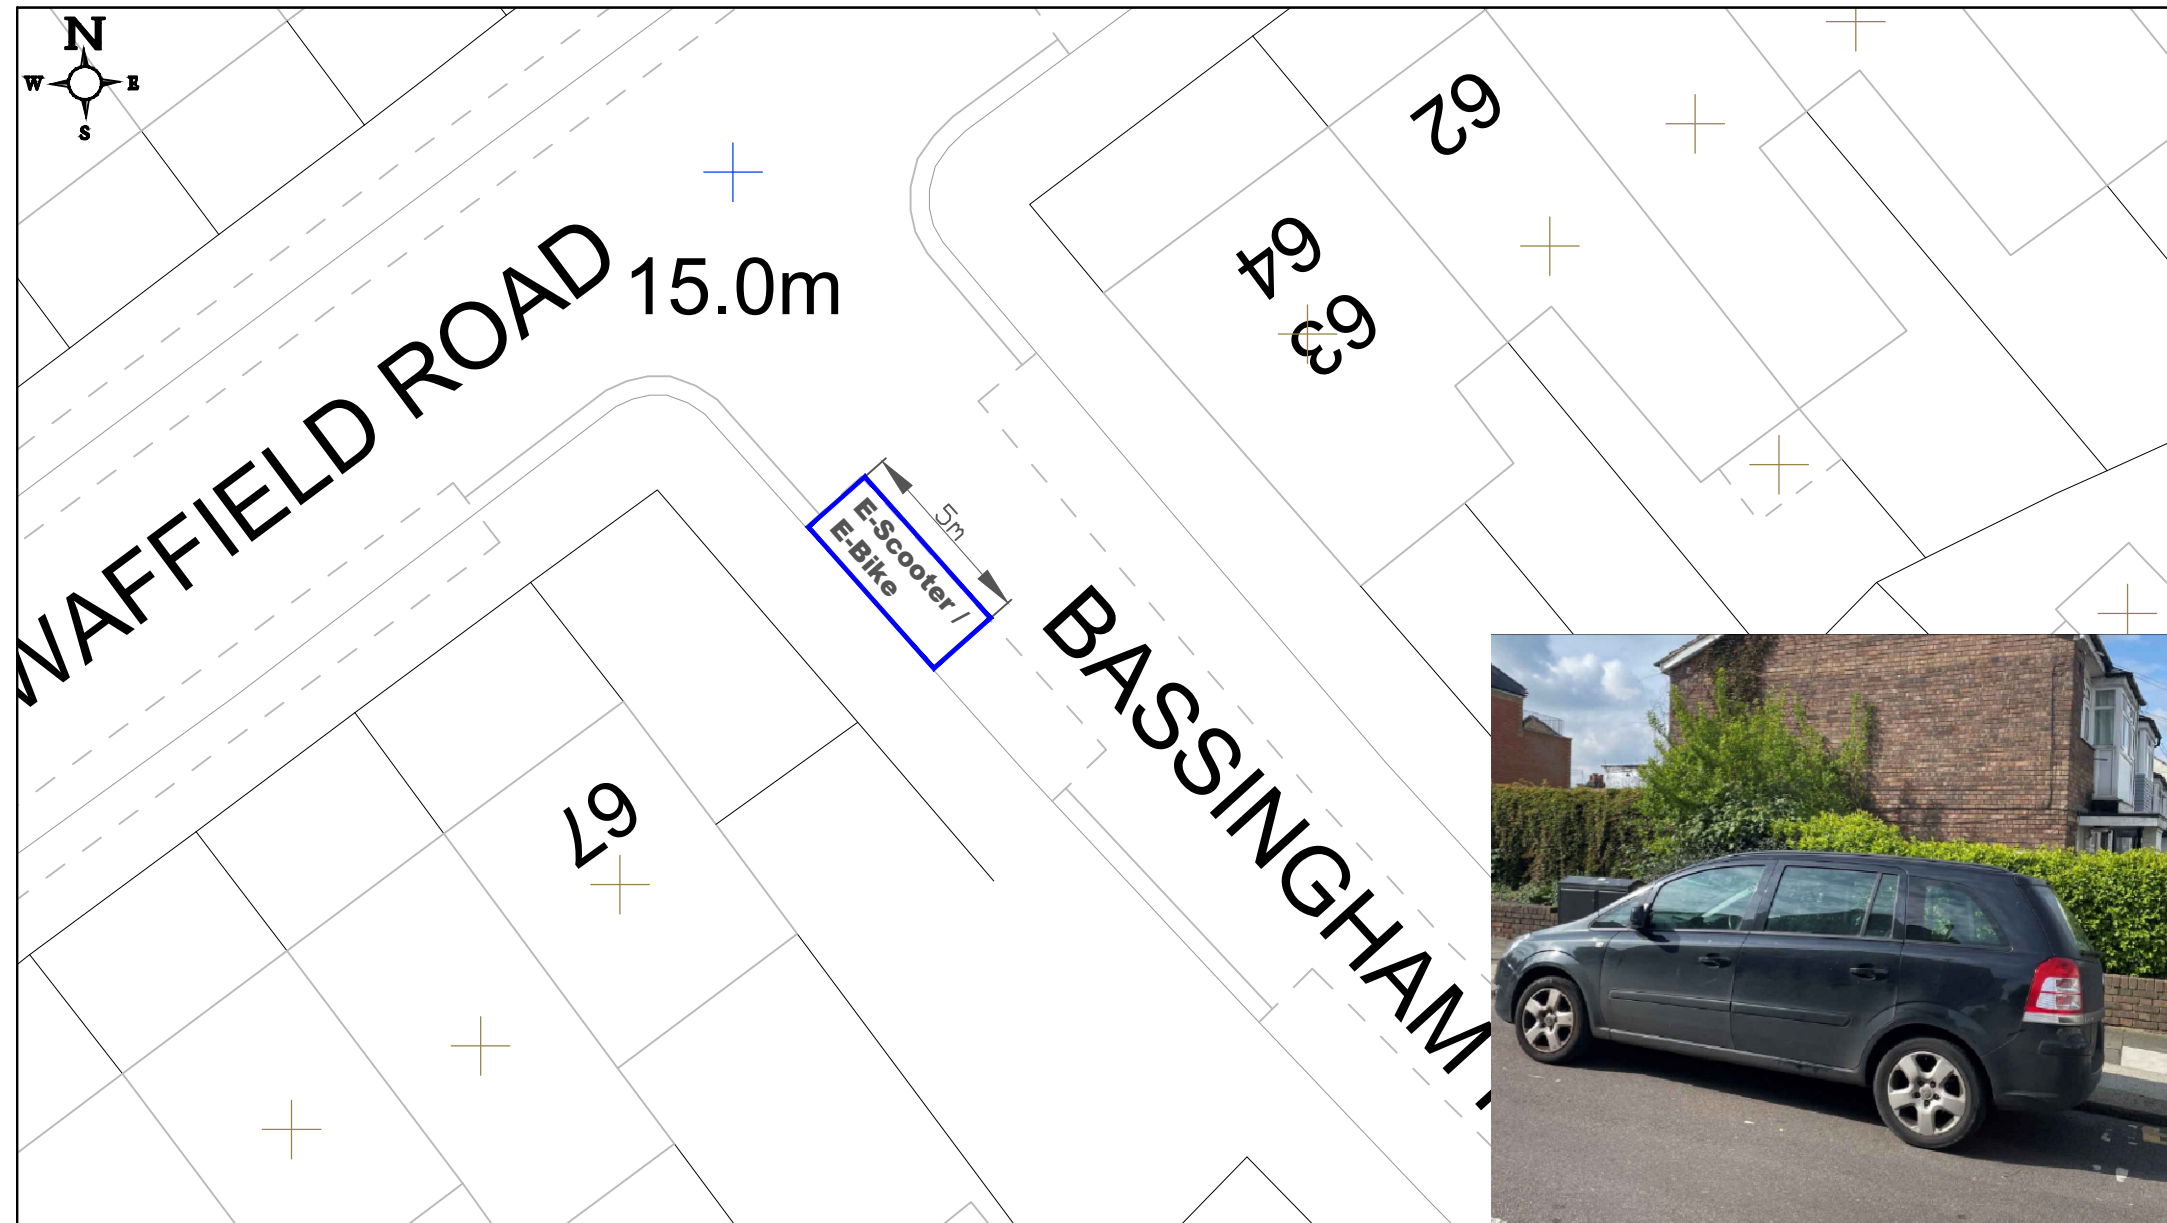 N
W
E
S
62
64
63
WAFFIELD ROAD
15.0m
E-Scooter /
E-Bike
5m
BASSINGHAM
67